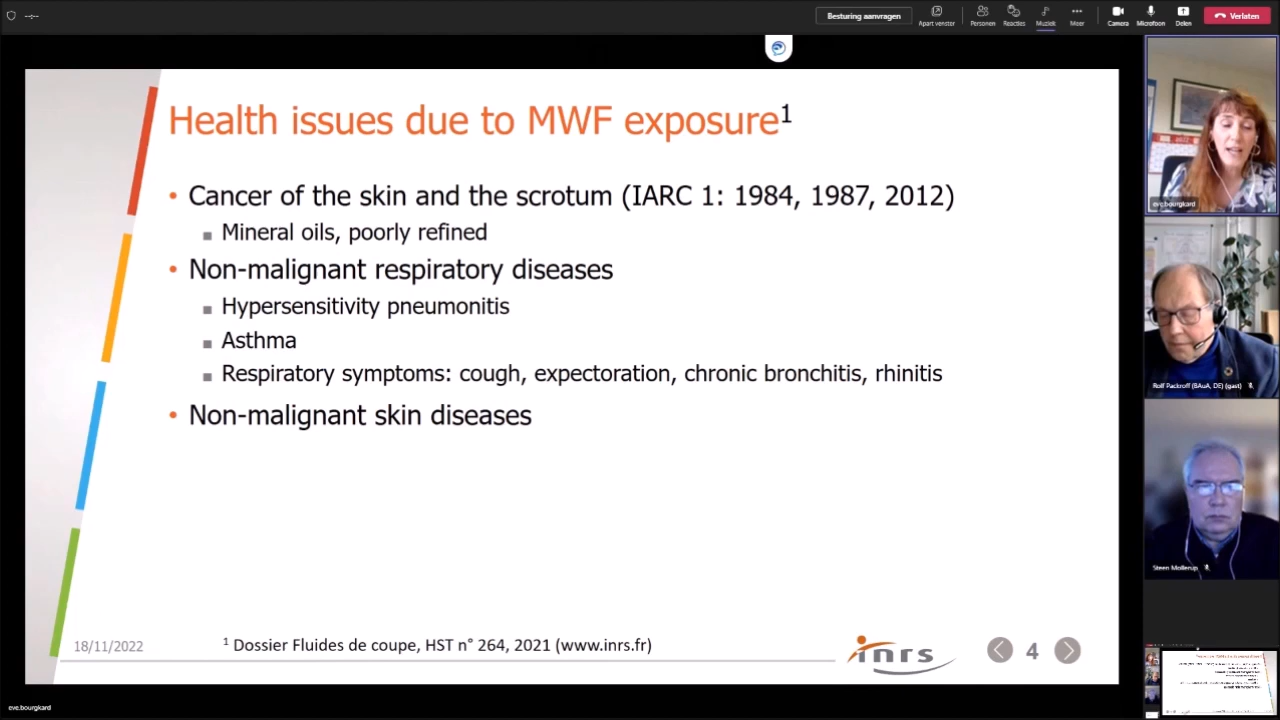 Besturing aanvragen
Apart venster
Personen
Reacties
Muziek
Meer
Camera
Microfoon
Delen
Verlaten
Health issues due to MWF exposure¹
• Cancer of the skin and the scrotum (IARC 1: 1984, 1987, 2012)
▪ Mineral oils, poorly refined
• Non-malignant respiratory diseases
▪ Hypersensitivity pneumonitis
▪ Asthma
▪ Respiratory symptoms: cough, expectoration, chronic bronchitis, rhinitis
• Non-malignant skin diseases
18/11/2022
¹ Dossier Fluides de coupe, HST n° 264, 2021 (www.inrs.fr)
inrs
4
eve.bourgkard
Rolf Packroff (BAuA, DE) (gast)
Steen Mollerup
eve.bourgkard